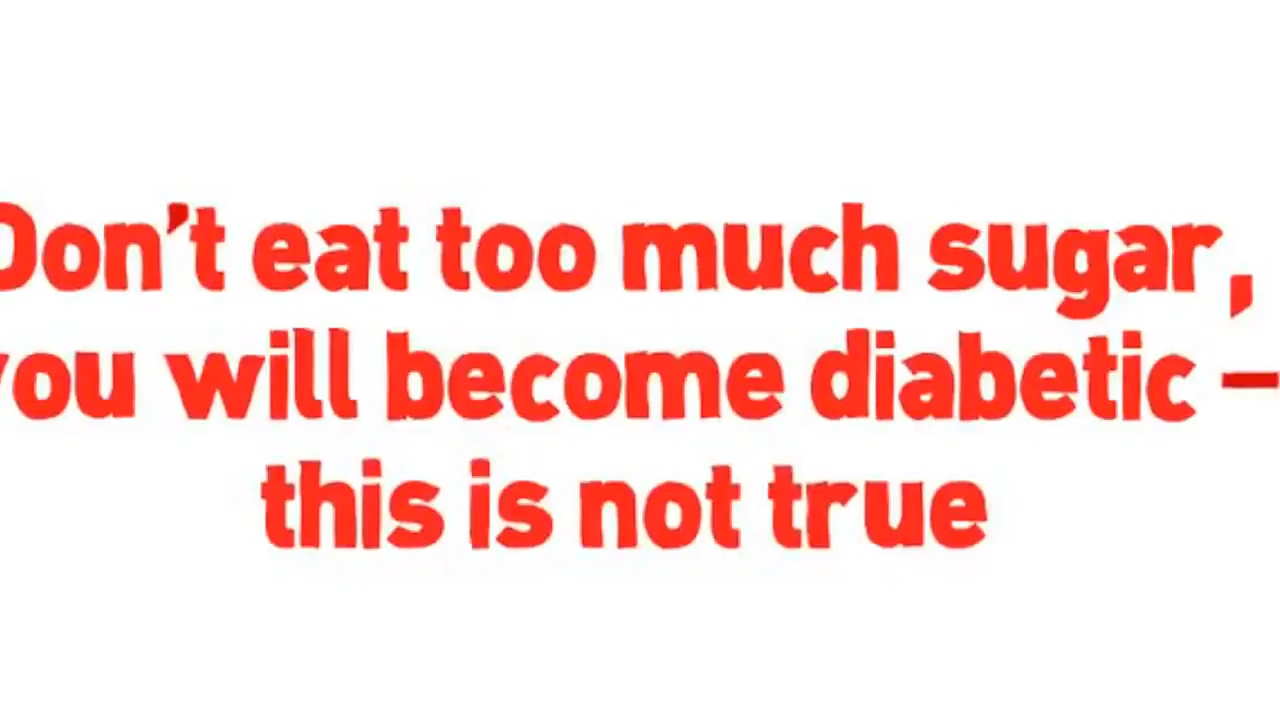 Don't eat too much sugar,
you will become diabetic –
this is not true